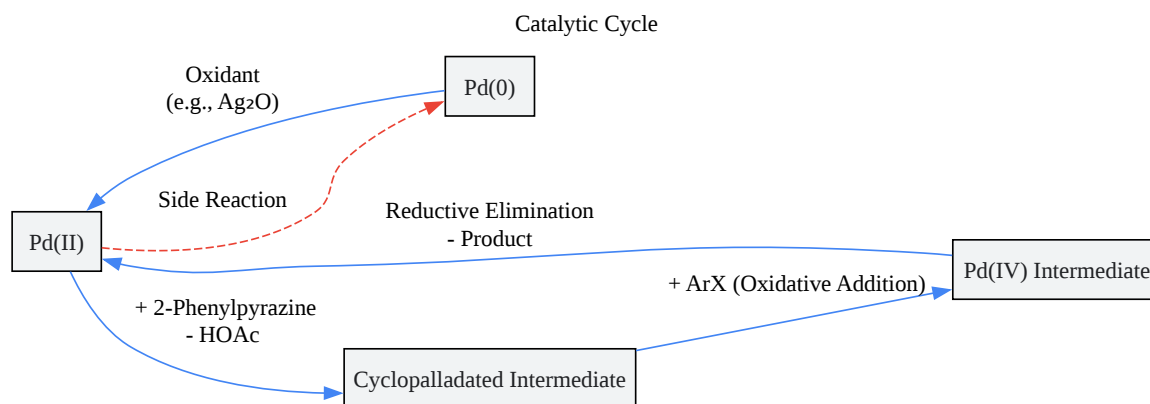 Catalytic Cycle
Oxidant
(e.g., Ag₂O)
Pd(0)
Side Reaction
Pd(II)
Reductive Elimination
- Product
Pd(IV) Intermediate
+ ArX (Oxidative Addition)
+ 2-Phenylpyrazine
- HOAc
Cyclopalladated Intermediate